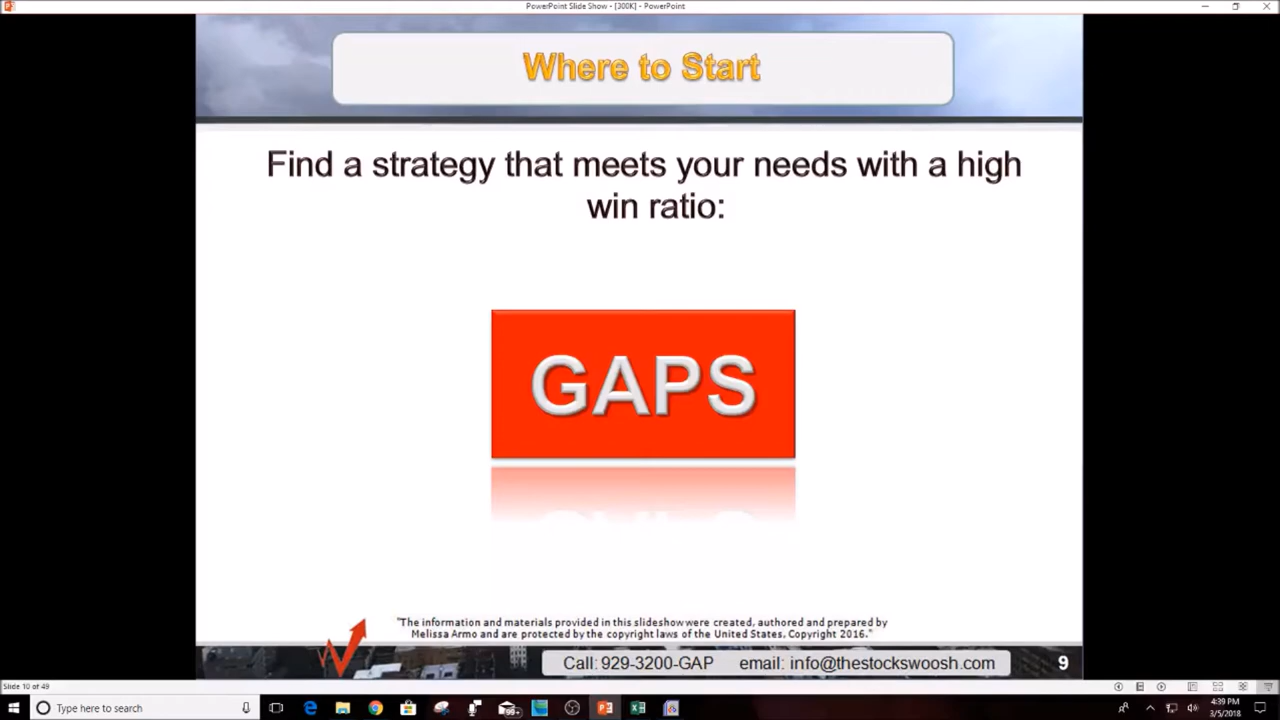 PowerPoint Slide Show - [300K] - PowerPoint
Where to Start
Find a strategy that meets your needs with a high
win ratio:
GAPS
"The information and materials provided in this slideshow were created, authored and prepared by
Melissa Armo and are protected by the copyright laws of the United States, Copyright 2016."
Call: 929-3200-GAP email: info@thestockswoosh.com 9
Slide 10 of 49
Type here to search
99+
4:39 PM
3/5/2018